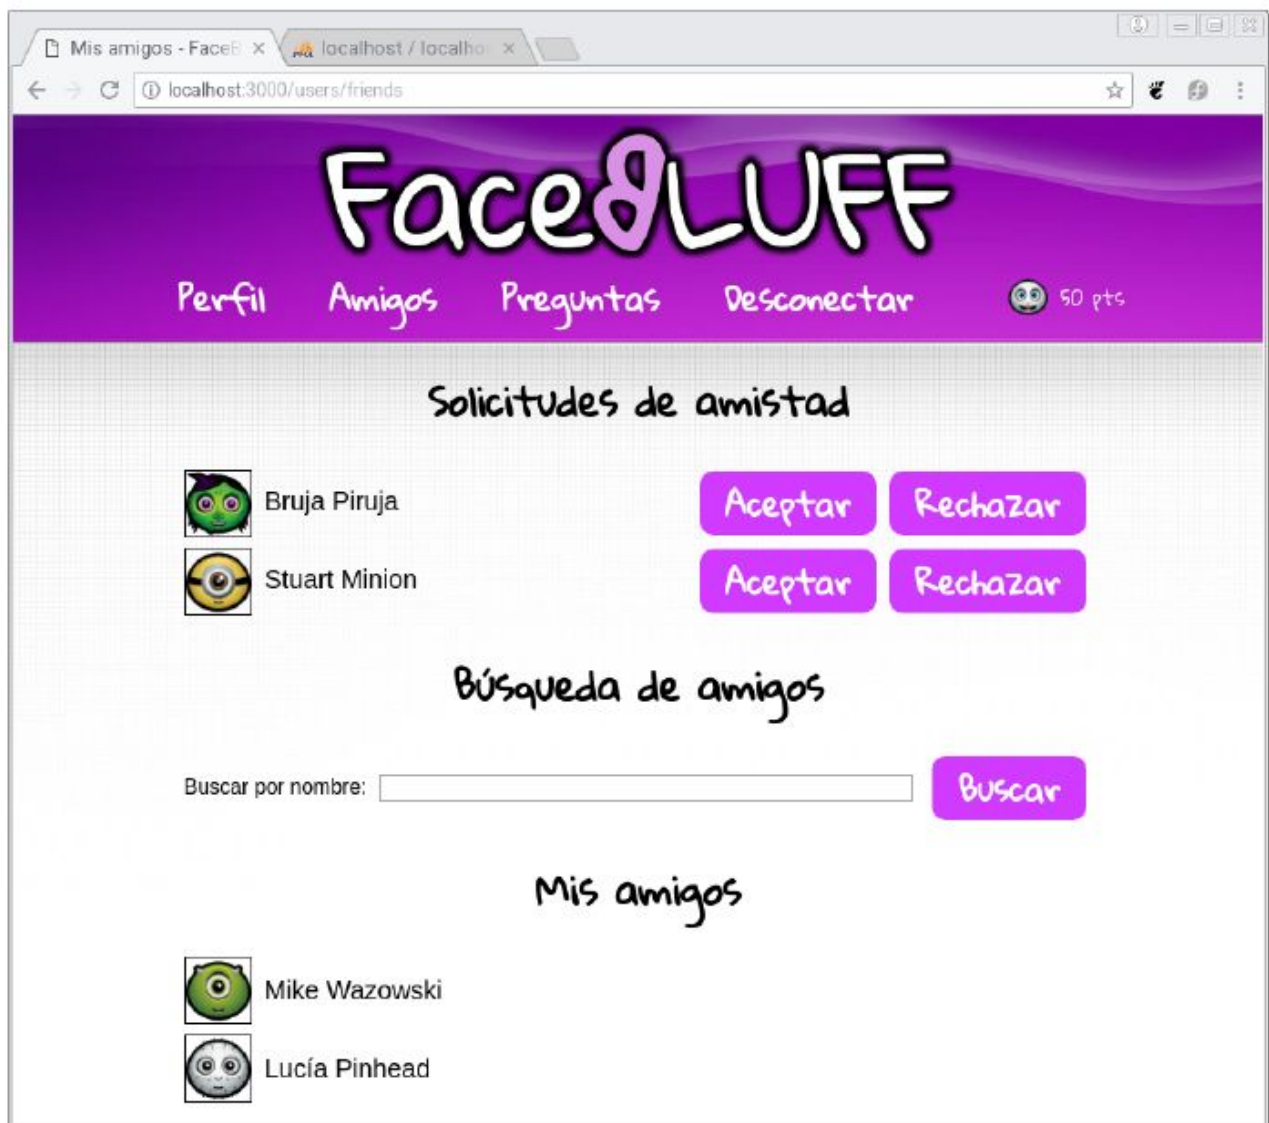 Mis amigos - FaceB
localhost / localhos
localhost:3000/users/friends
FaceBLUFF
Perfil Amigos Preguntas Desconectar 50 pts
Solicitudes de amistad
Bruja Piruja Aceptar Rechazar
Stuart Minion Aceptar Rechazar
Búsqueda de amigos
Buscar por nombre: Buscar
Mis amigos
Mike Wazowski
Lucía Pinhead